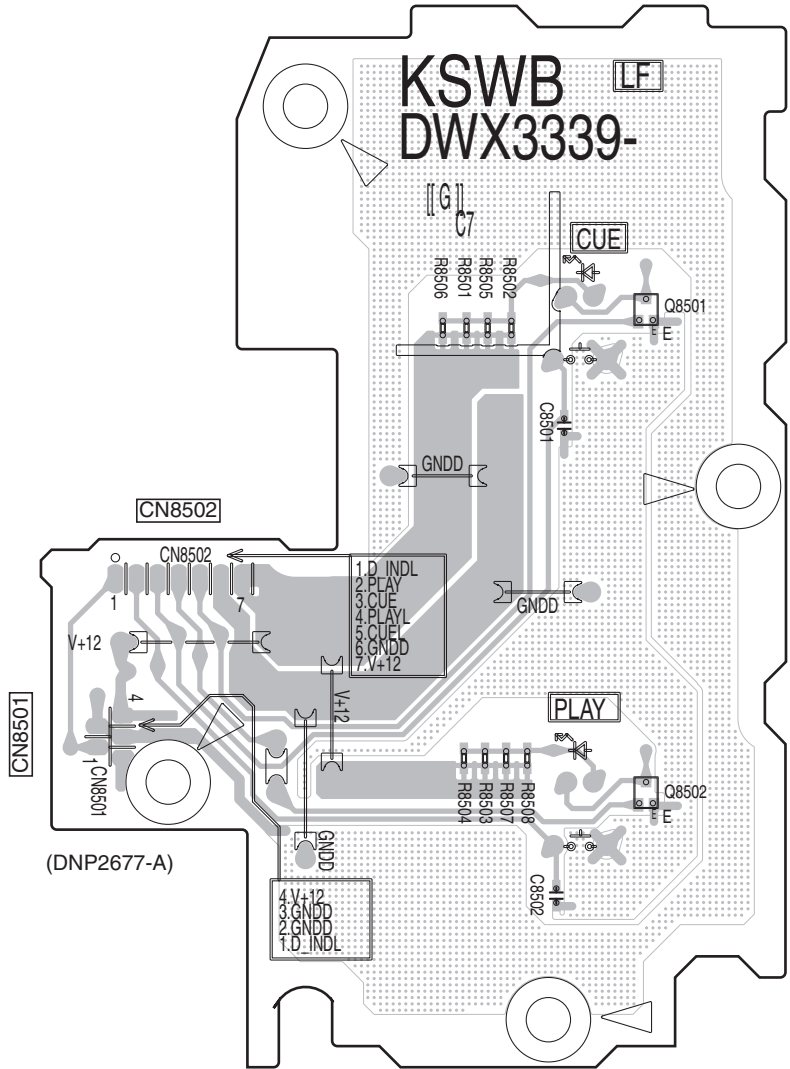 KSWB
DWX3339-
LF
[[ G ]]
C7
CUE
R8506
R8501
R8505
R8502
Q8501
E
C8501
GNDD
CN8502
CN8502
1
7
1.D_INDL
2.PLAY
3.CUE
4.PLAYL
5.CUEL
6.GNDD
7.V+12
GNDD
V+12
V+12
4
CN8501
1
CN8501
PLAY
R8504
R8503
R8507
R8508
Q8502
E
GNDD
C8502
(DNP2677-A)
4.V+12
3.GNDD
2.GNDD
1.D_INDL